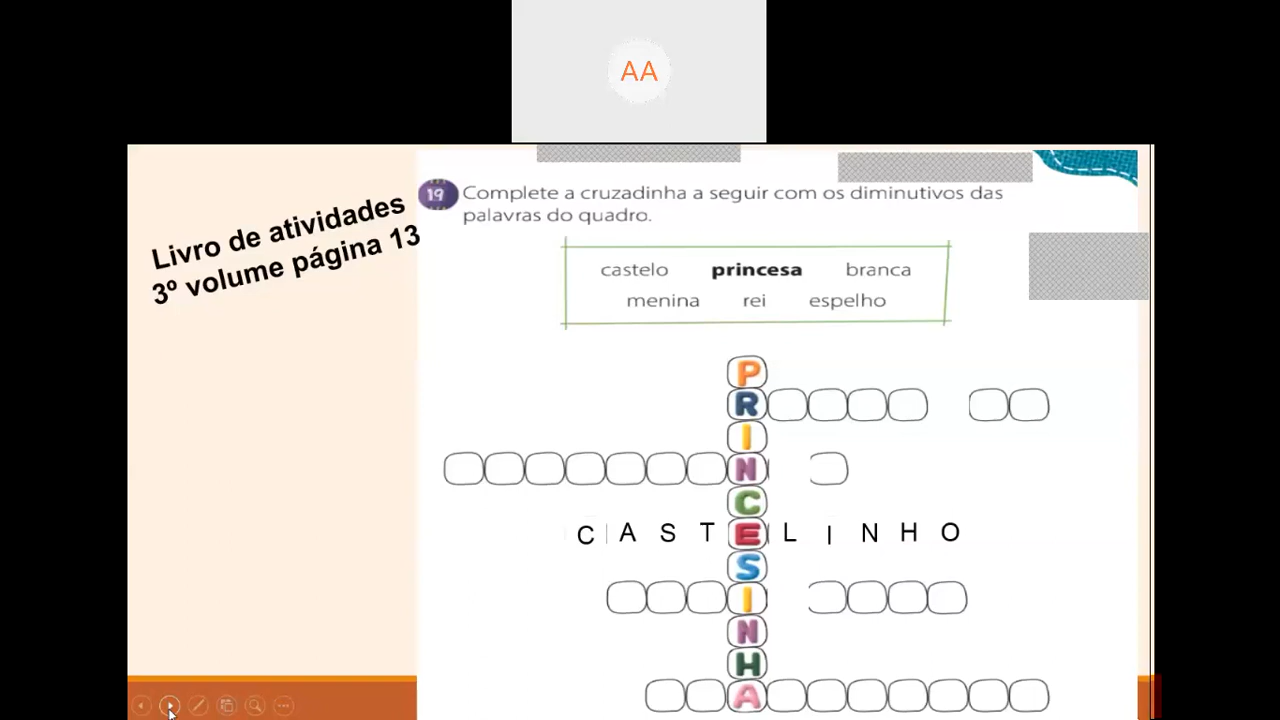 AA
Livro de atividades
3º volume página 13
19 Complete a cruzadinha a seguir com os diminutivos das
palavras do quadro.
castelo princesa branca
menina rei espelho
P
R
I
N
C
C A S T E L I N H O
S
I
N
H
A